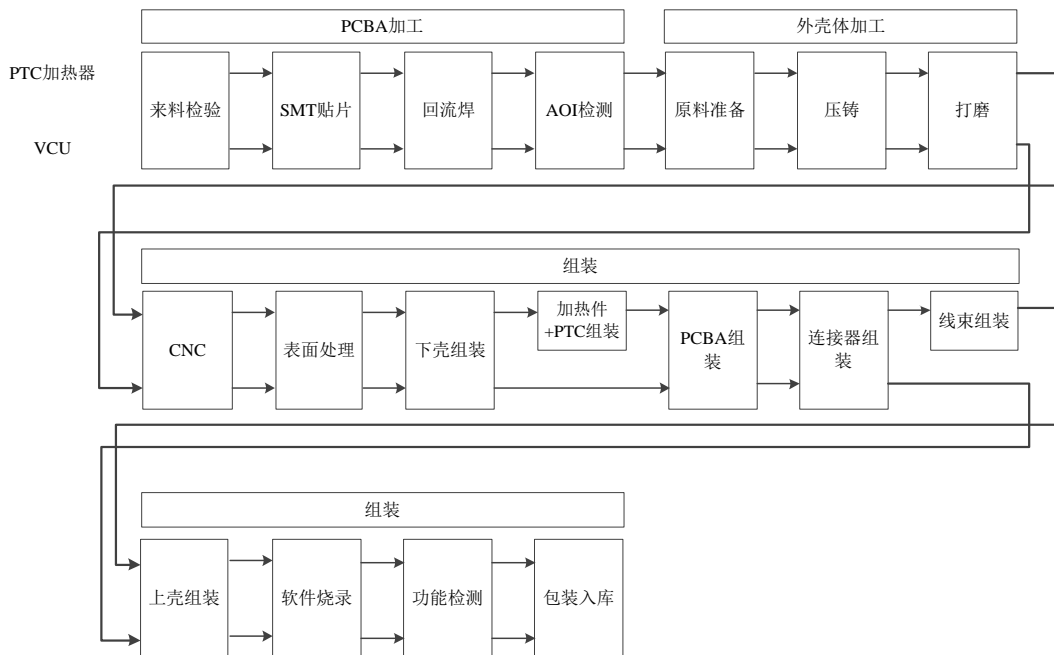 PCBA加工
外壳体加工
PTC加热器
VCU
来料检验
SMT贴片
回流焊
AOI检测
原料准备
压铸
打磨
组装
CNC
表面处理
下壳组装
加热件
+PTC组装
PCBA组
装
连接器组
装
线束组装
组装
上壳组装
软件烧录
功能检测
包装入库